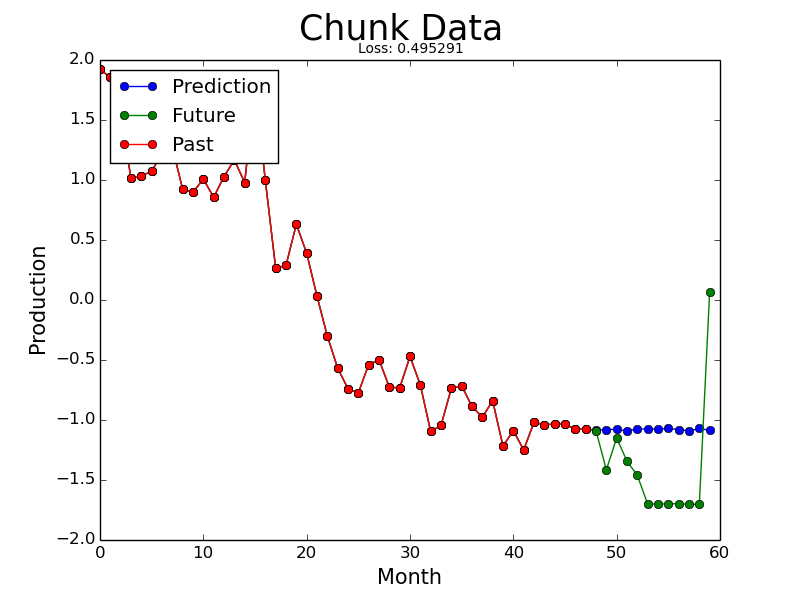 Chunk Data
Loss: 0.495291
Prediction
Future
Past
2.0
1.5
1.0
0.5
0.0
−0.5
−1.0
−1.5
−2.0
Production
0 10 20 30 40 50 60
Month